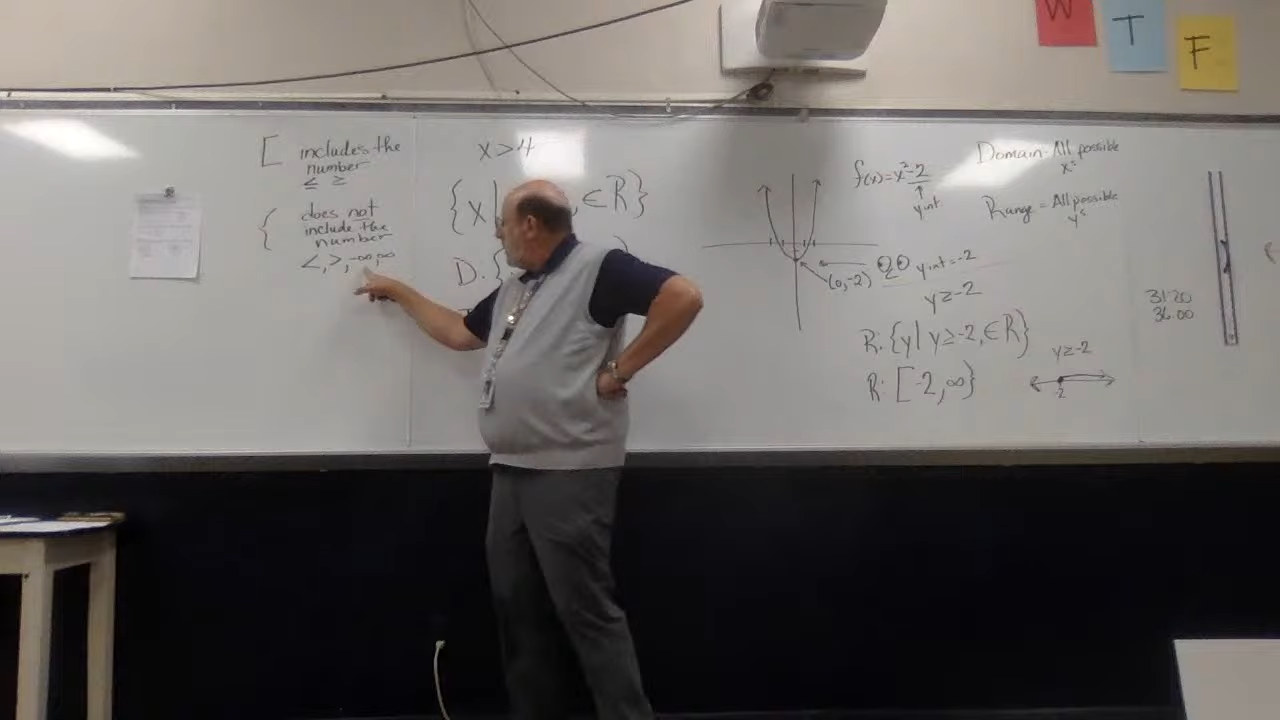 [ includes the
number
≤ ≥
{ does not
include the
number
<, >, -∞, ∞
x > 4
{x| , ∈R}
D: {
f(x) = x² - 2
y int
(0, -2)
y int = -2
y ≥ -2
R: {y| y ≥ -2, ∈R}
R: [-2, ∞}
y ≥ -2
-2
Domain - All possible
x's
Range = All possible
y's
31.20
36.00
W
T
F